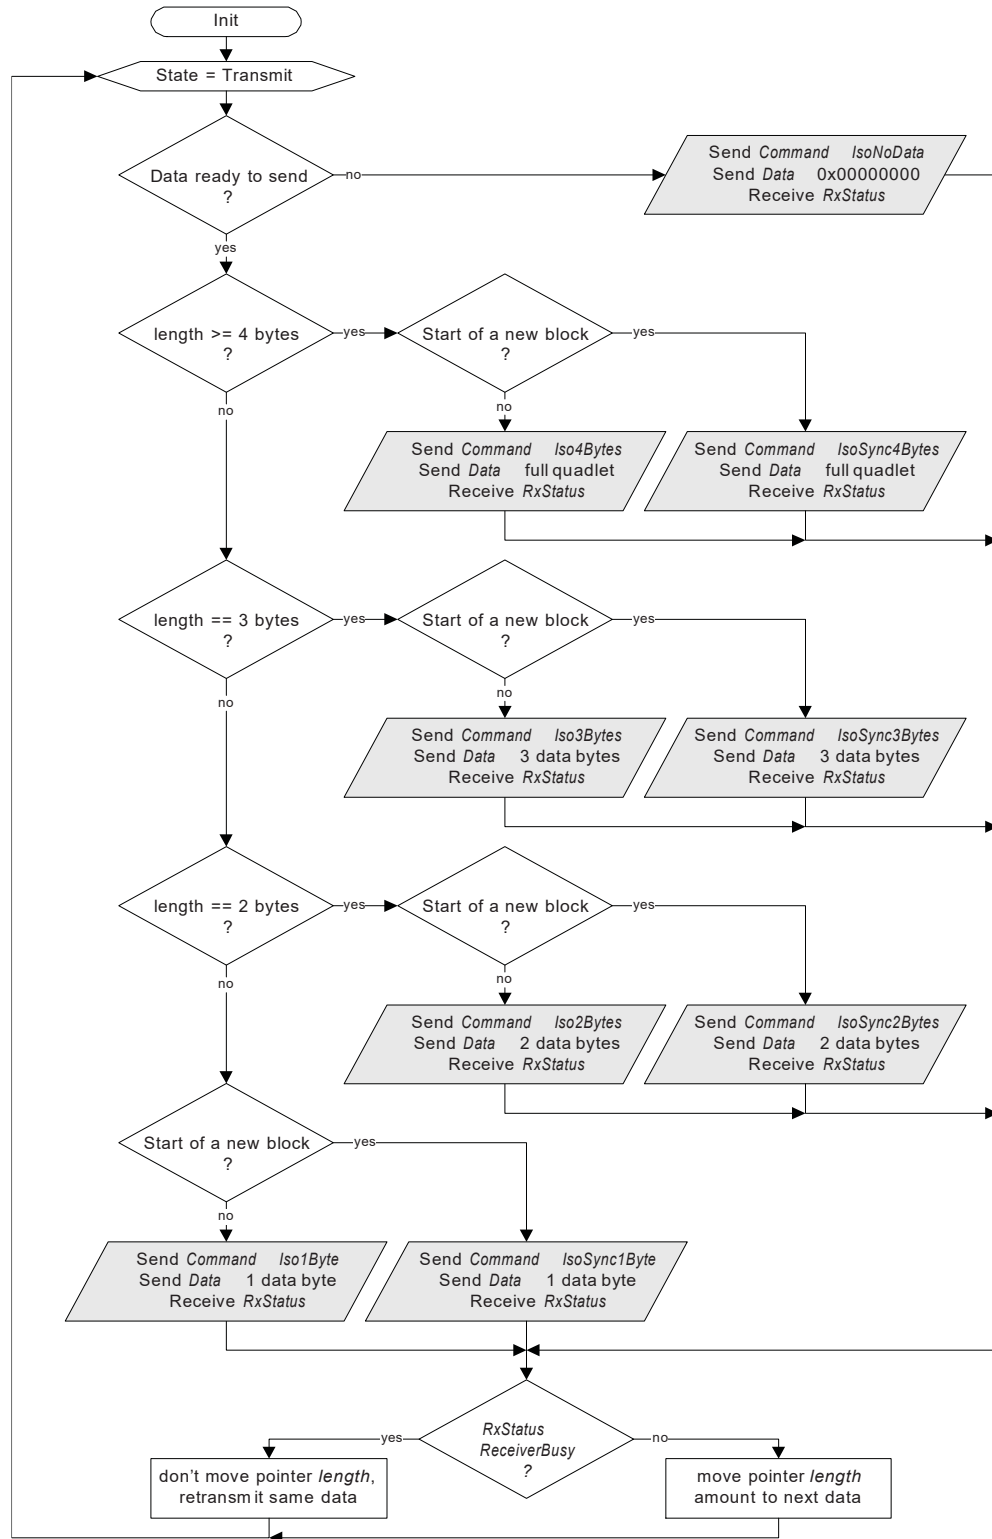 Init
State = Transmit
Data ready to send
?
no
Send Command IsoNoData
Send Data 0x00000000
Receive RxStatus
yes
length >= 4 bytes
?
yes
Start of a new block
?
yes
no
no
Send Command Iso4Bytes
Send Data full quadlet
Receive RxStatus
Send Command IsoSync4Bytes
Send Data full quadlet
Receive RxStatus
length == 3 bytes
?
yes
Start of a new block
?
yes
no
no
Send Command Iso3Bytes
Send Data 3 data bytes
Receive RxStatus
Send Command IsoSync3Bytes
Send Data 3 data bytes
Receive RxStatus
length == 2 bytes
?
yes
Start of a new block
?
yes
no
no
Send Command Iso2Bytes
Send Data 2 data bytes
Receive RxStatus
Send Command IsoSync2Bytes
Send Data 2 data bytes
Receive RxStatus
Start of a new block
?
yes
no
Send Command Iso1Byte
Send Data 1 data byte
Receive RxStatus
Send Command IsoSync1Byte
Send Data 1 data byte
Receive RxStatus
RxStatus
ReceiverBusy
?
yes
no
don't move pointer length,
retransmit same data
move pointer length
amount to next data